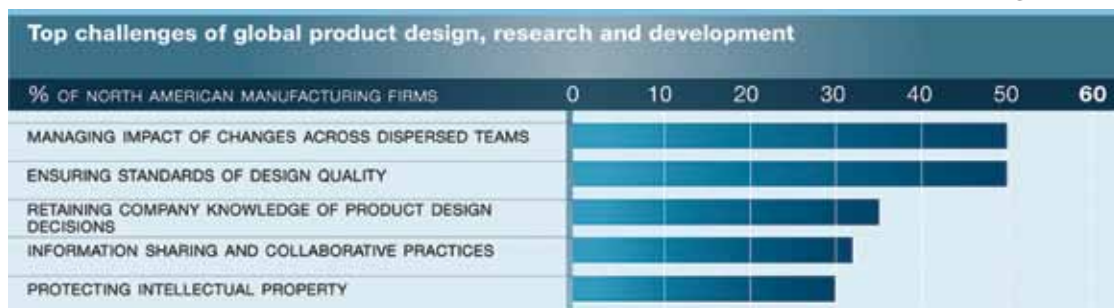 Top challenges of global product design, research and development
% OF NORTH AMERICAN MANUFACTURING FIRMS 0 10 20 30 40 50 60
MANAGING IMPACT OF CHANGES ACROSS DISPERSED TEAMS
ENSURING STANDARDS OF DESIGN QUALITY
RETAINING COMPANY KNOWLEDGE OF PRODUCT DESIGN
DECISIONS
INFORMATION SHARING AND COLLABORATIVE PRACTICES
PROTECTING INTELLECTUAL PROPERTY